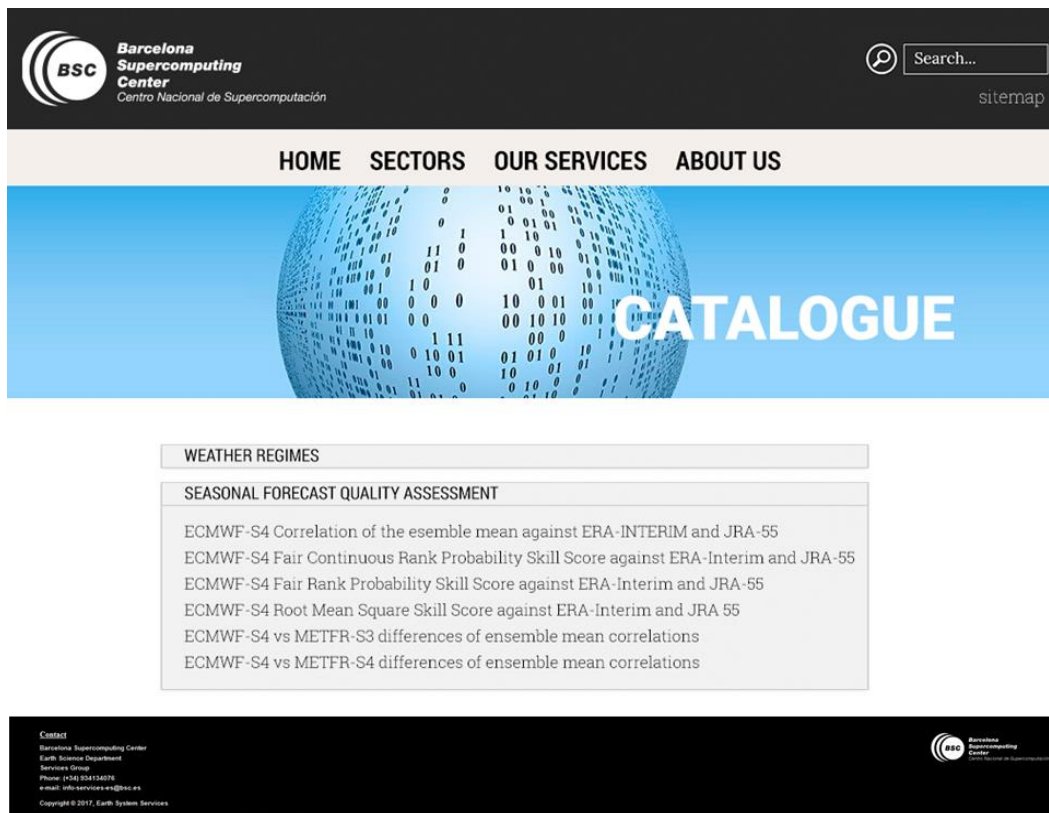 BSC
Barcelona
Supercomputing
Center
Centro Nacional de Supercomputación
Search...
sitemap
HOME SECTORS OUR SERVICES ABOUT US
CATALOGUE
WEATHER REGIMES
SEASONAL FORECAST QUALITY ASSESSMENT
ECMWF-S4 Correlation of the esemble mean against ERA-INTERIM and JRA-55
ECMWF-S4 Fair Continuous Rank Probability Skill Score against ERA-Interim and JRA-55
ECMWF-S4 Fair Rank Probability Skill Score against ERA-Interim and JRA-55
ECMWF-S4 Root Mean Square Skill Score against ERA-Interim and JRA 55
ECMWF-S4 vs METFR-S3 differences of ensemble mean correlations
ECMWF-S4 vs METFR-S4 differences of ensemble mean correlations
Contact
Barcelona Supercomputing Center
Earth Science Department
Services Group
Phone: (+34) 934134076
e-mail: info-services-es@bsc.es
Copyright © 2017, Earth System Services
BSC
Barcelona
Supercomputing
Center
Centro Nacional de Supercomputación